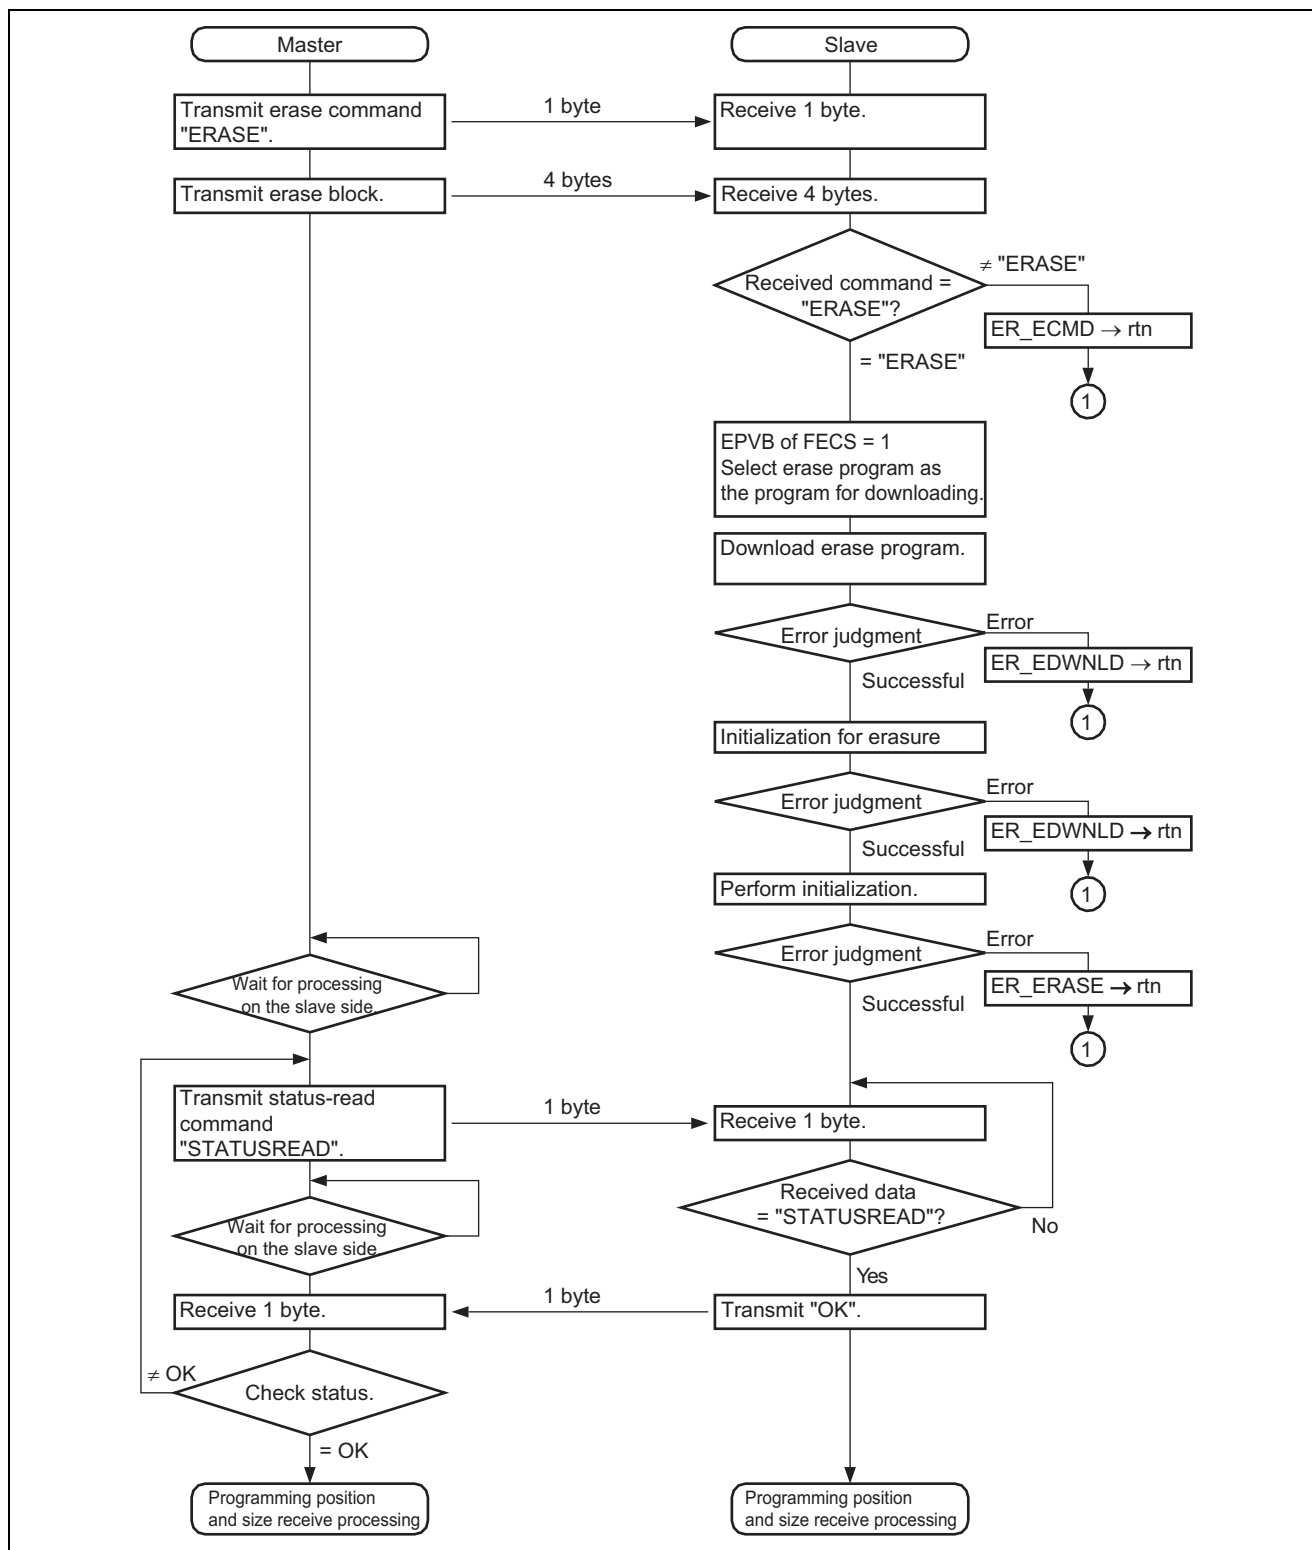 Master
Slave
Transmit erase command
"ERASE".
1 byte
Receive 1 byte.
Transmit erase block.
4 bytes
Receive 4 bytes.
Received command =
"ERASE"?
≠ "ERASE"
ER_ECMD → rtn
1
= "ERASE"
EPVB of FECS = 1
Select erase program as
the program for downloading.
Download erase program.
Error judgment
Error
ER_EDWNLD → rtn
1
Successful
Initialization for erasure
Error judgment
Error
ER_EDWNLD → rtn
1
Successful
Perform initialization.
Error judgment
Error
ER_ERASE → rtn
1
Successful
Wait for processing
on the slave side.
Transmit status-read
command
"STATUSREAD".
1 byte
Receive 1 byte.
Received data
= "STATUSREAD"?
No
Yes
Wait for processing
on the slave side.
Receive 1 byte.
1 byte
Transmit "OK".
≠ OK
Check status.
= OK
Programming position
and size receive processing
Programming position
and size receive processing